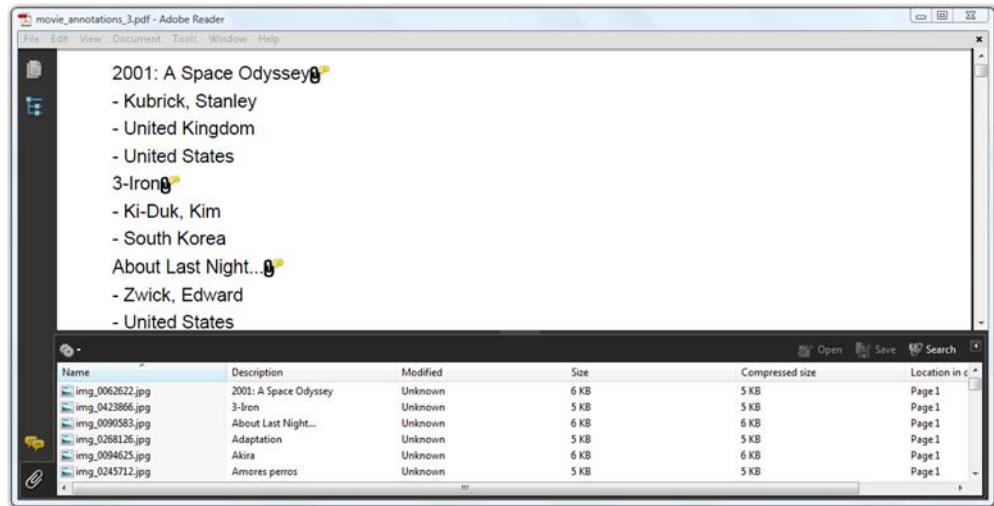 movie_annotations_3.pdf - Adobe Reader
File Edit View Document Tools Window Help
2001: A Space Odyssey
- Kubrick, Stanley
- United Kingdom
- United States
3-Iron
- Ki-Duk, Kim
- South Korea
About Last Night...
- Zwick, Edward
- United States
Open Save Search
Name Description Modified Size Compressed size Location in d
img_0062622.jpg 2001: A Space Odyssey Unknown 6 KB 5 KB Page 1
img_0423866.jpg 3-Iron Unknown 5 KB 5 KB Page 1
img_0090583.jpg About Last Night... Unknown 6 KB 6 KB Page 1
img_0268126.jpg Adaptation Unknown 5 KB 5 KB Page 1
img_0094625.jpg Akira Unknown 6 KB 6 KB Page 1
img_0245712.jpg Amores perros Unknown 5 KB 5 KB Page 1